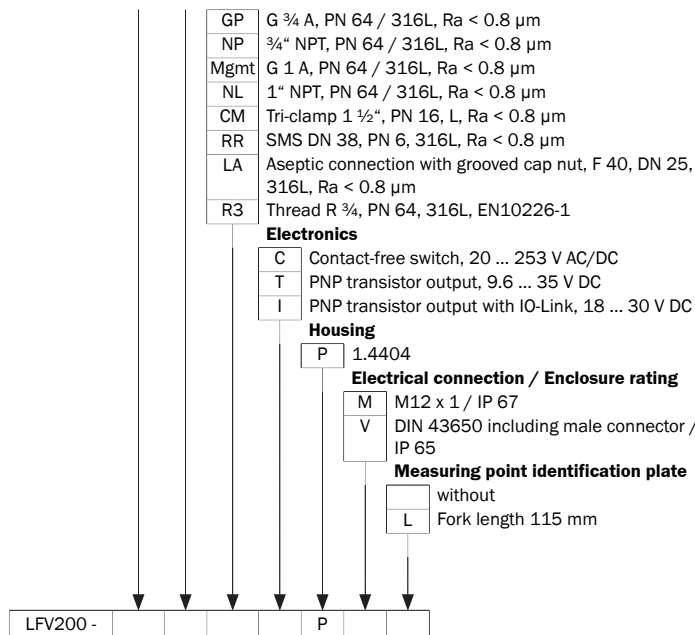 GP G ¾ A, PN 64 / 316L, Ra < 0.8 µm
NP ¾“ NPT, PN 64 / 316L, Ra < 0.8 µm
Mgmt G 1 A, PN 64 / 316L, Ra < 0.8 µm
NL 1“ NPT, PN 64 / 316L, Ra < 0.8 µm
CM Tri-clamp 1 ½“, PN 16, L, Ra < 0.8 µm
RR SMS DN 38, PN 6, 316L, Ra < 0.8 µm
LA Aseptic connection with grooved cap nut, F 40, DN 25,
316L, Ra < 0.8 µm
R3 Thread R ¾, PN 64, 316L, EN10226-1
Electronics
C Contact-free switch, 20 ... 253 V AC/DC
T PNP transistor output, 9.6 ... 35 V DC
I PNP transistor output with IO-Link, 18 ... 30 V DC
Housing
P 1.4404
Electrical connection / Enclosure rating
M M12 x 1 / IP 67
V DIN 43650 including male connector /
IP 65
Measuring point identification plate
without
L Fork length 115 mm
LFV200 - P